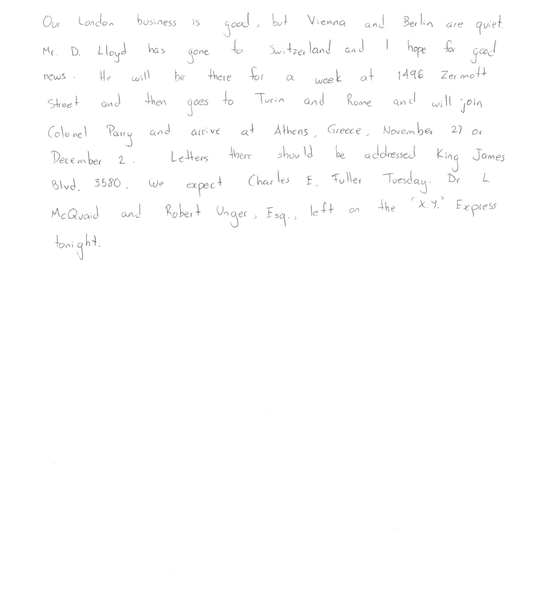 Our London business is good, but Vienna and Berlin are quiet.
Mr. D. Lloyd has gone to Switzerland and I hope for good
news. He will be there for a week at 1496 Zermott
Street and then goes to Turin and Rome and will join
Colonel Parry and arrive at Athens, Greece, November 27 or
December 2. Letters there should be addressed King James
Blvd. 3580. We expect Charles E. Fuller Tuesday. Dr L
McQuaid and Robert Unger, Esq., left on the 'X.Y.' Express
tonight.